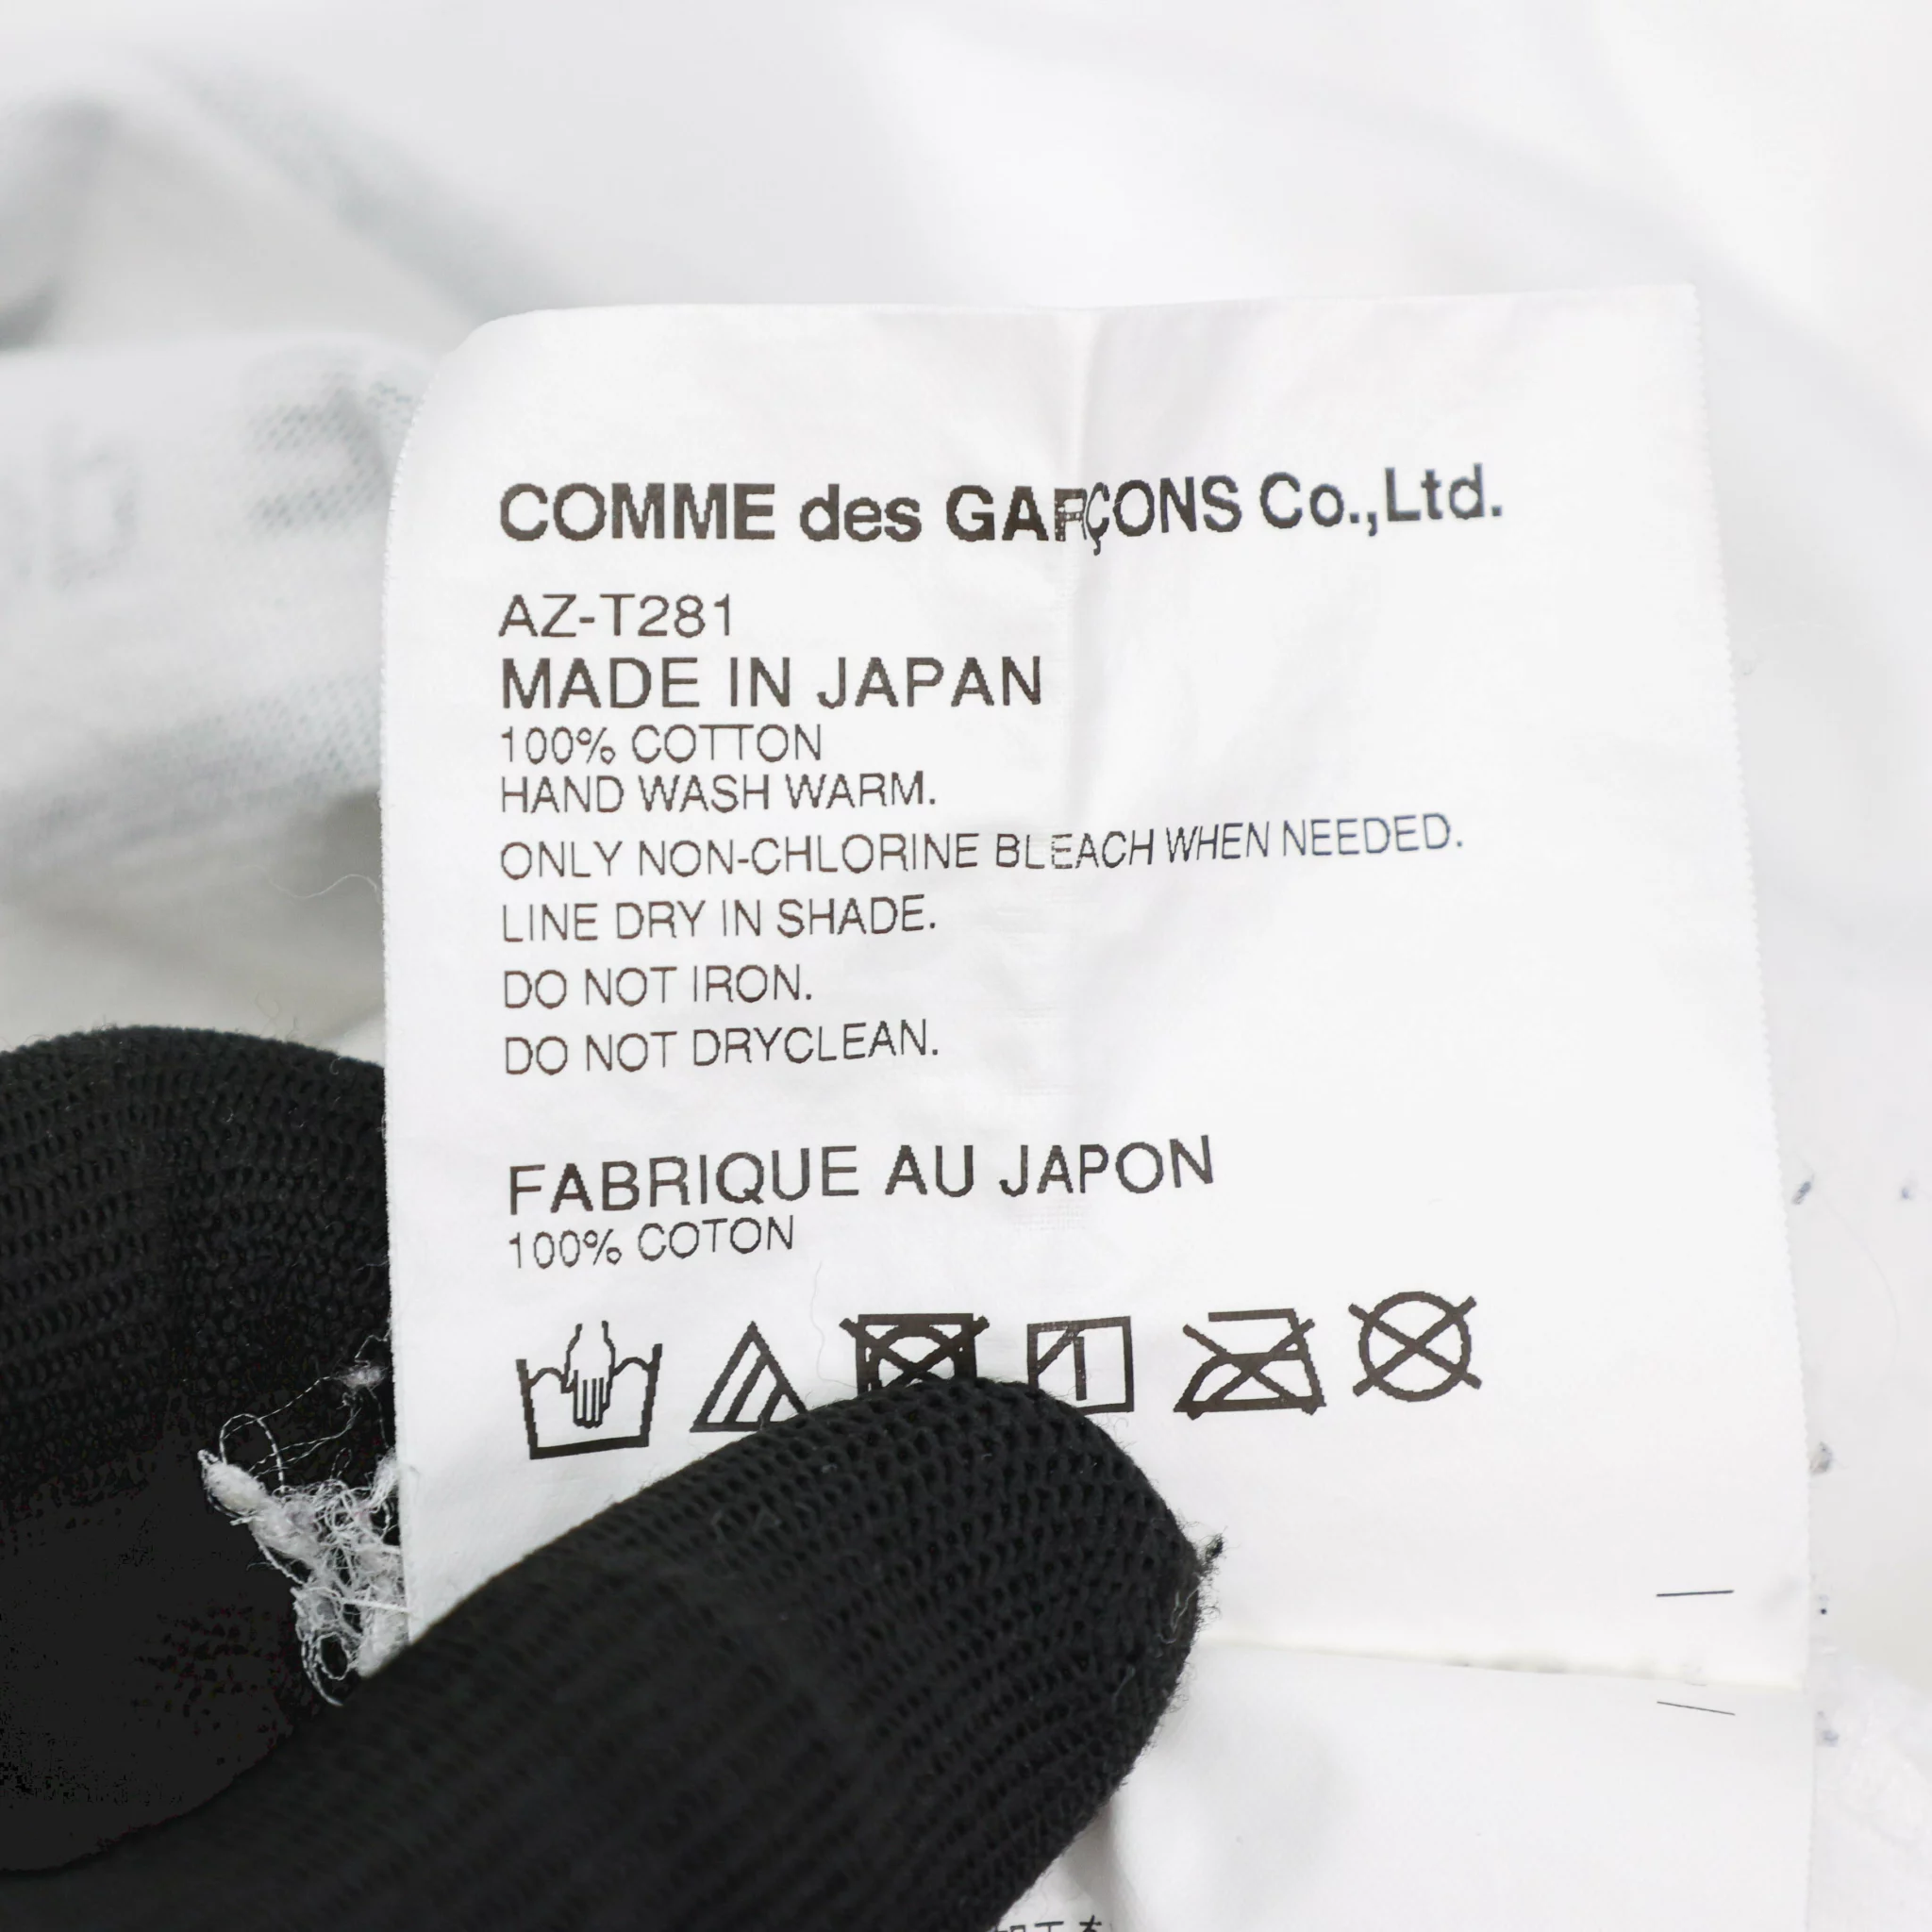 COMME des GARÇONS Co.,Ltd.
AZ-T281
MADE IN JAPAN
100% COTTON
HAND WASH WARM.
ONLY NON-CHLORINE BLEACH WHEN NEEDED.
LINE DRY IN SHADE.
DO NOT IRON.
DO NOT DRYCLEAN.
FABRIQUE AU JAPON
100% COTON